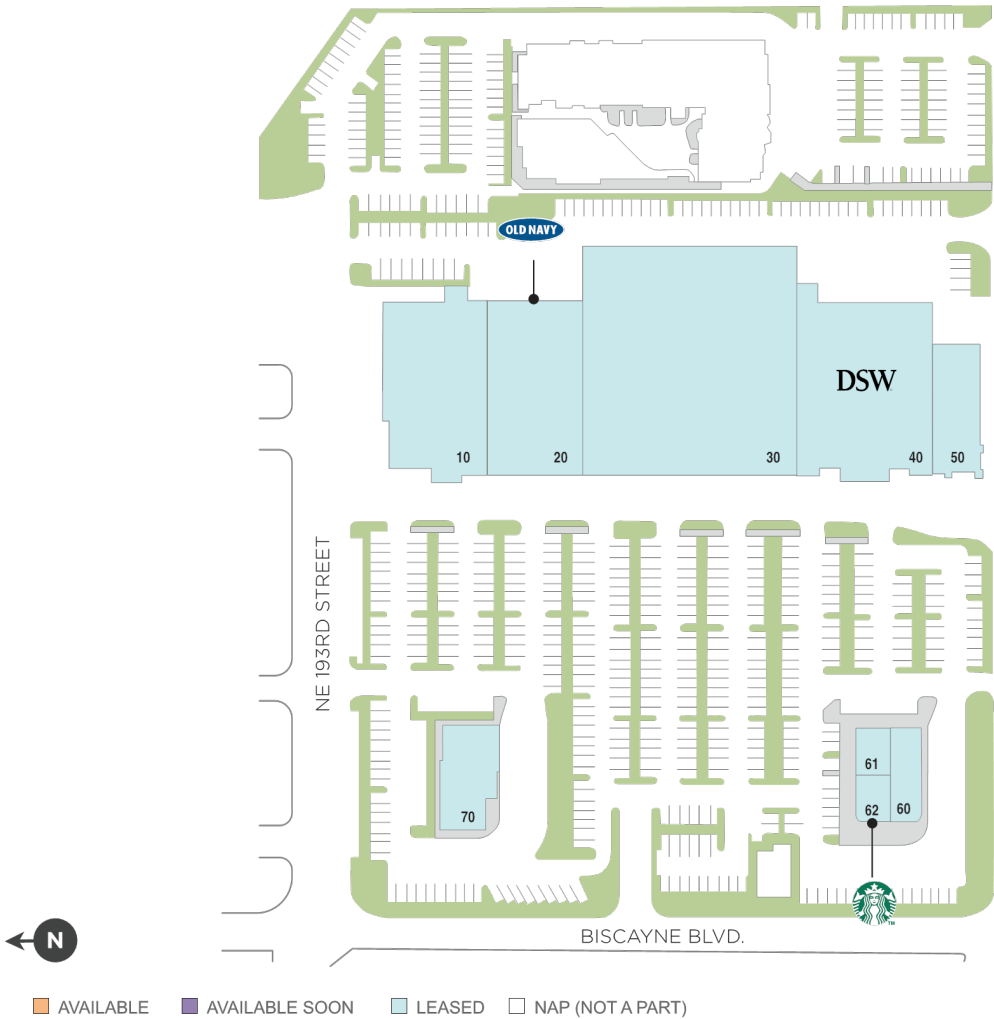 OLD NAVY
DSW
10
20
30
40
50
NE 193RD STREET
61
62
60
70
TM
N
BISCAYNE BLVD.
AVAILABLE
AVAILABLE SOON
LEASED
NAP (NOT A PART)